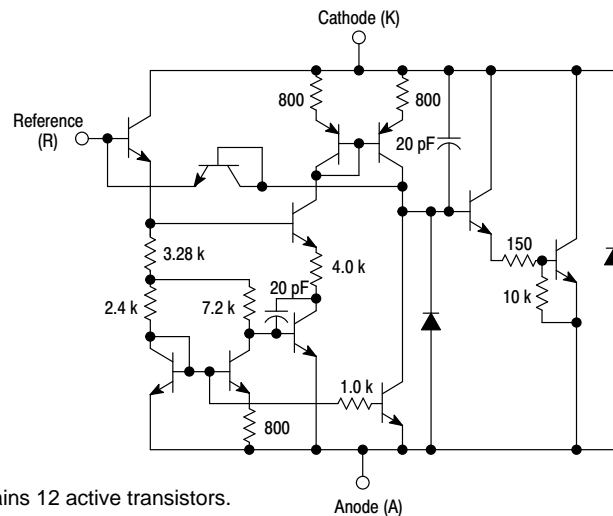 Cathode (K)
800
800
Reference
(R)
20 pF
3.28 k
4.0 k
150
20 pF
2.4 k
7.2 k
10 k
1.0 k
800
ains 12 active transistors.
Anode (A)